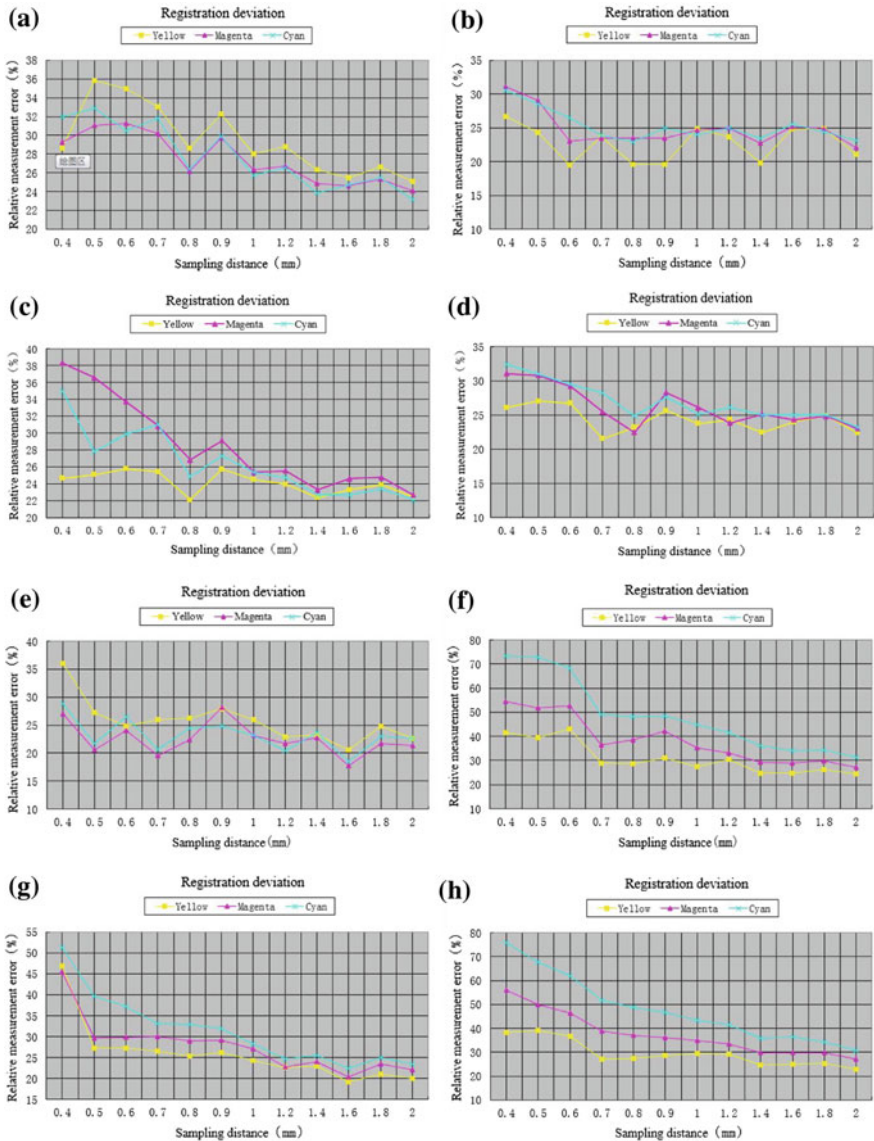 (a)
Registration deviation
Yellow Magenta Cyan
Relative measurement error (%)
38
36
34
32
30
28
26
24
22
20
绘图区
0.4 0.5 0.6 0.7 0.8 0.9 1 1.2 1.4 1.6 1.8 2
Sampling distance (mm)
(b)
Registration deviation
Yellow Magenta Cyan
Relative measurement error (%)
35
30
25
20
15
10
0.4 0.5 0.6 0.7 0.8 0.9 1 1.2 1.4 1.6 1.8 2
Sampling distance (mm)
(c)
Registration deviation
Yellow Magenta Cyan
Relative measurement error (%)
40
38
36
34
32
30
28
26
24
22
20
0.4 0.5 0.6 0.7 0.8 0.9 1 1.2 1.4 1.6 1.8 2
Sampling distance (mm)
(d)
Registration deviation
Yellow Magenta Cyan
Relative measurement error (%)
35
30
25
20
15
10
0.4 0.5 0.6 0.7 0.8 0.9 1 1.2 1.4 1.6 1.8 2
Sampling distance (mm)
(e)
Registration deviation
Yellow Magenta Cyan
Relative measurement error (%)
40
35
30
25
20
15
10
0.4 0.5 0.6 0.7 0.8 0.9 1 1.2 1.4 1.6 1.8 2
Sampling distance(mm)
(f)
Registration deviation
Yellow Magenta Cyan
Relative measurement error(%)
80
70
60
50
40
30
20
10
0.4 0.5 0.6 0.7 0.8 0.9 1 1.2 1.4 1.6 1.8 2
Sampling distance(mm)
(g)
Registration deviation
Yellow Magenta Cyan
Relative measurement error (%)
55
50
45
40
35
30
25
20
15
0.4 0.5 0.6 0.7 0.8 0.9 1 1.2 1.4 1.6 1.8 2
Sampling distance (mm)
(h)
Registration deviation
Yellow Magenta Cyan
Relative measurement error (%)
80
70
60
50
40
30
20
10
0.4 0.5 0.6 0.7 0.8 0.9 1 1.2 1.4 1.6 1.8 2
Sampling distance (mm)